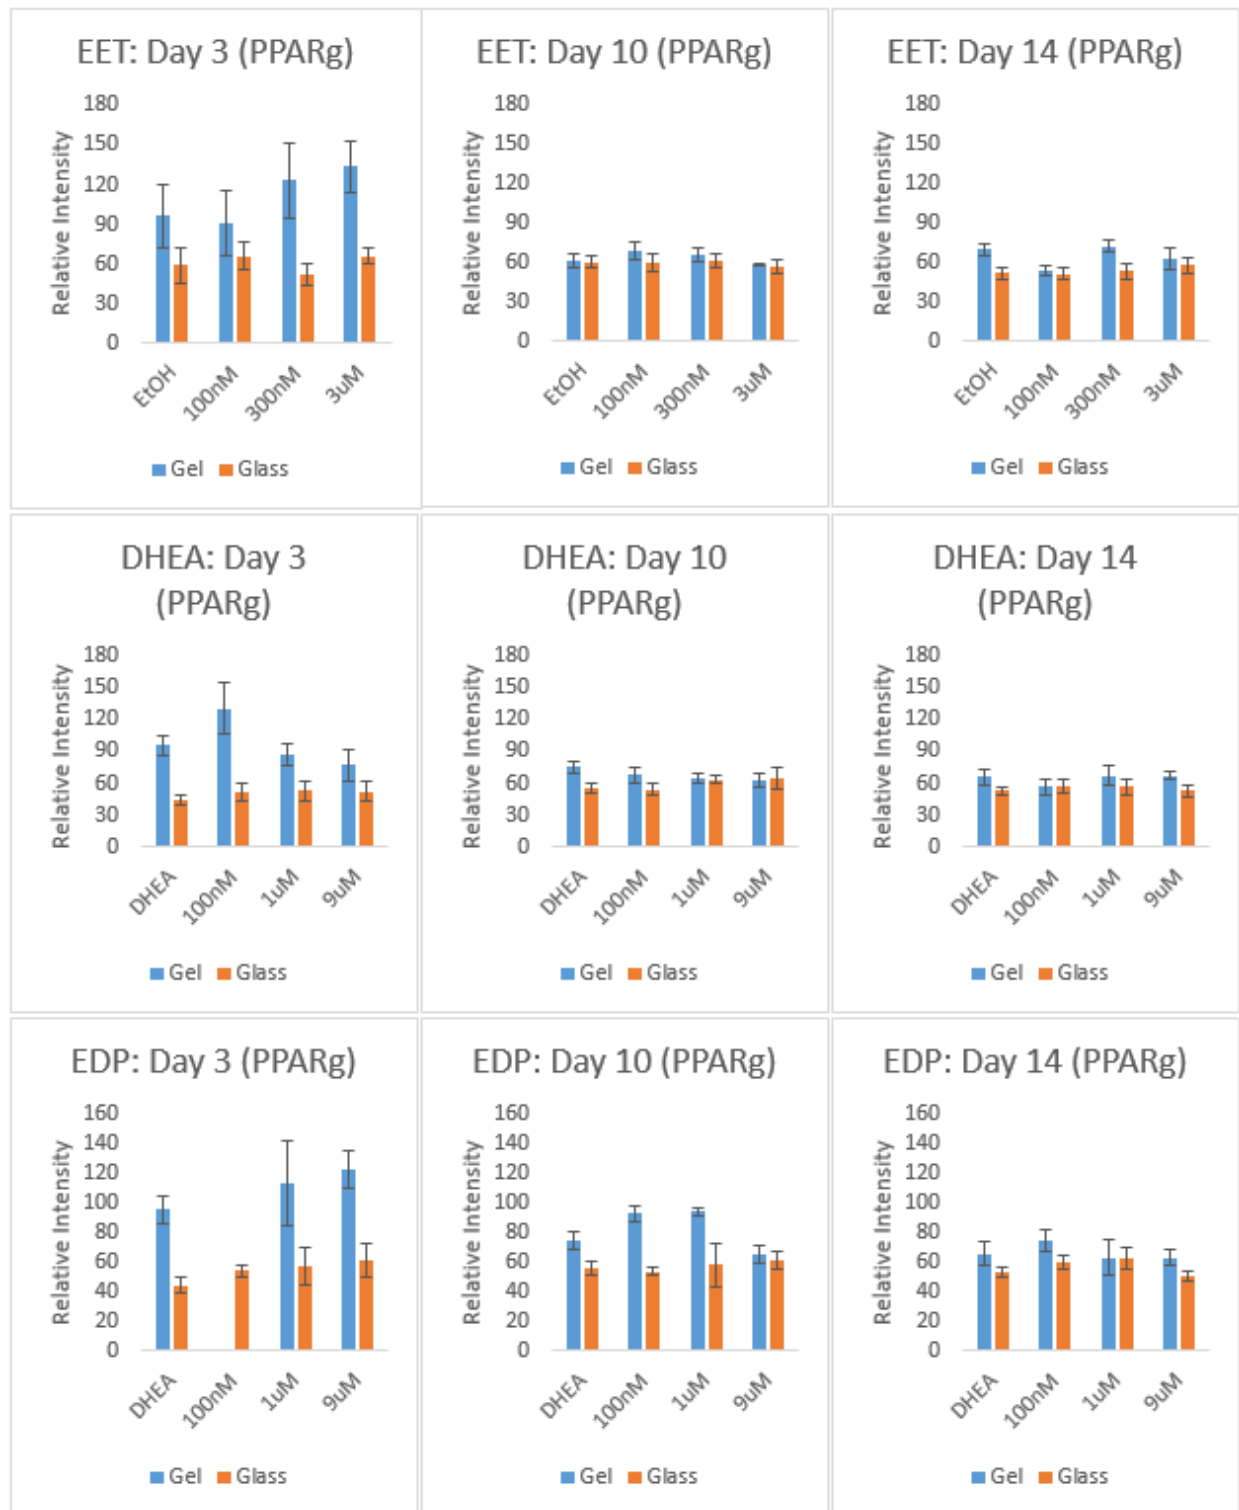 EET: Day 3 (PPARg)
Relative Intensity
180
150
120
90
60
30
0
EtOH
100nM
300nM
3uM
Gel Glass
EET: Day 10 (PPARg)
Relative Intensity
180
150
120
90
60
30
0
EtOH
100nM
300nM
3uM
Gel Glass
EET: Day 14 (PPARg)
Relative Intensity
180
150
120
90
60
30
0
EtOH
100nM
300nM
3uM
Gel Glass
DHEA: Day 3
(PPARg)
Relative Intensity
180
150
120
90
60
30
0
DHEA
100nM
1uM
9uM
Gel Glass
DHEA: Day 10
(PPARg)
Relative Intensity
180
150
120
90
60
30
0
DHEA
100nM
1uM
9uM
Gel Glass
DHEA: Day 14
(PPARg)
Relative Intensity
180
150
120
90
60
30
0
DHEA
100nM
1uM
9uM
Gel Glass
EDP: Day 3 (PPARg)
Relative Intensity
160
140
120
100
80
60
40
20
0
DHEA
100nM
1uM
9uM
Gel Glass
EDP: Day 10 (PPARg)
Relative Intensity
160
140
120
100
80
60
40
20
0
DHEA
100nM
1uM
9uM
Gel Glass
EDP: Day 14 (PPARg)
Relative Intensity
160
140
120
100
80
60
40
20
0
DHEA
100nM
1uM
9uM
Gel Glass